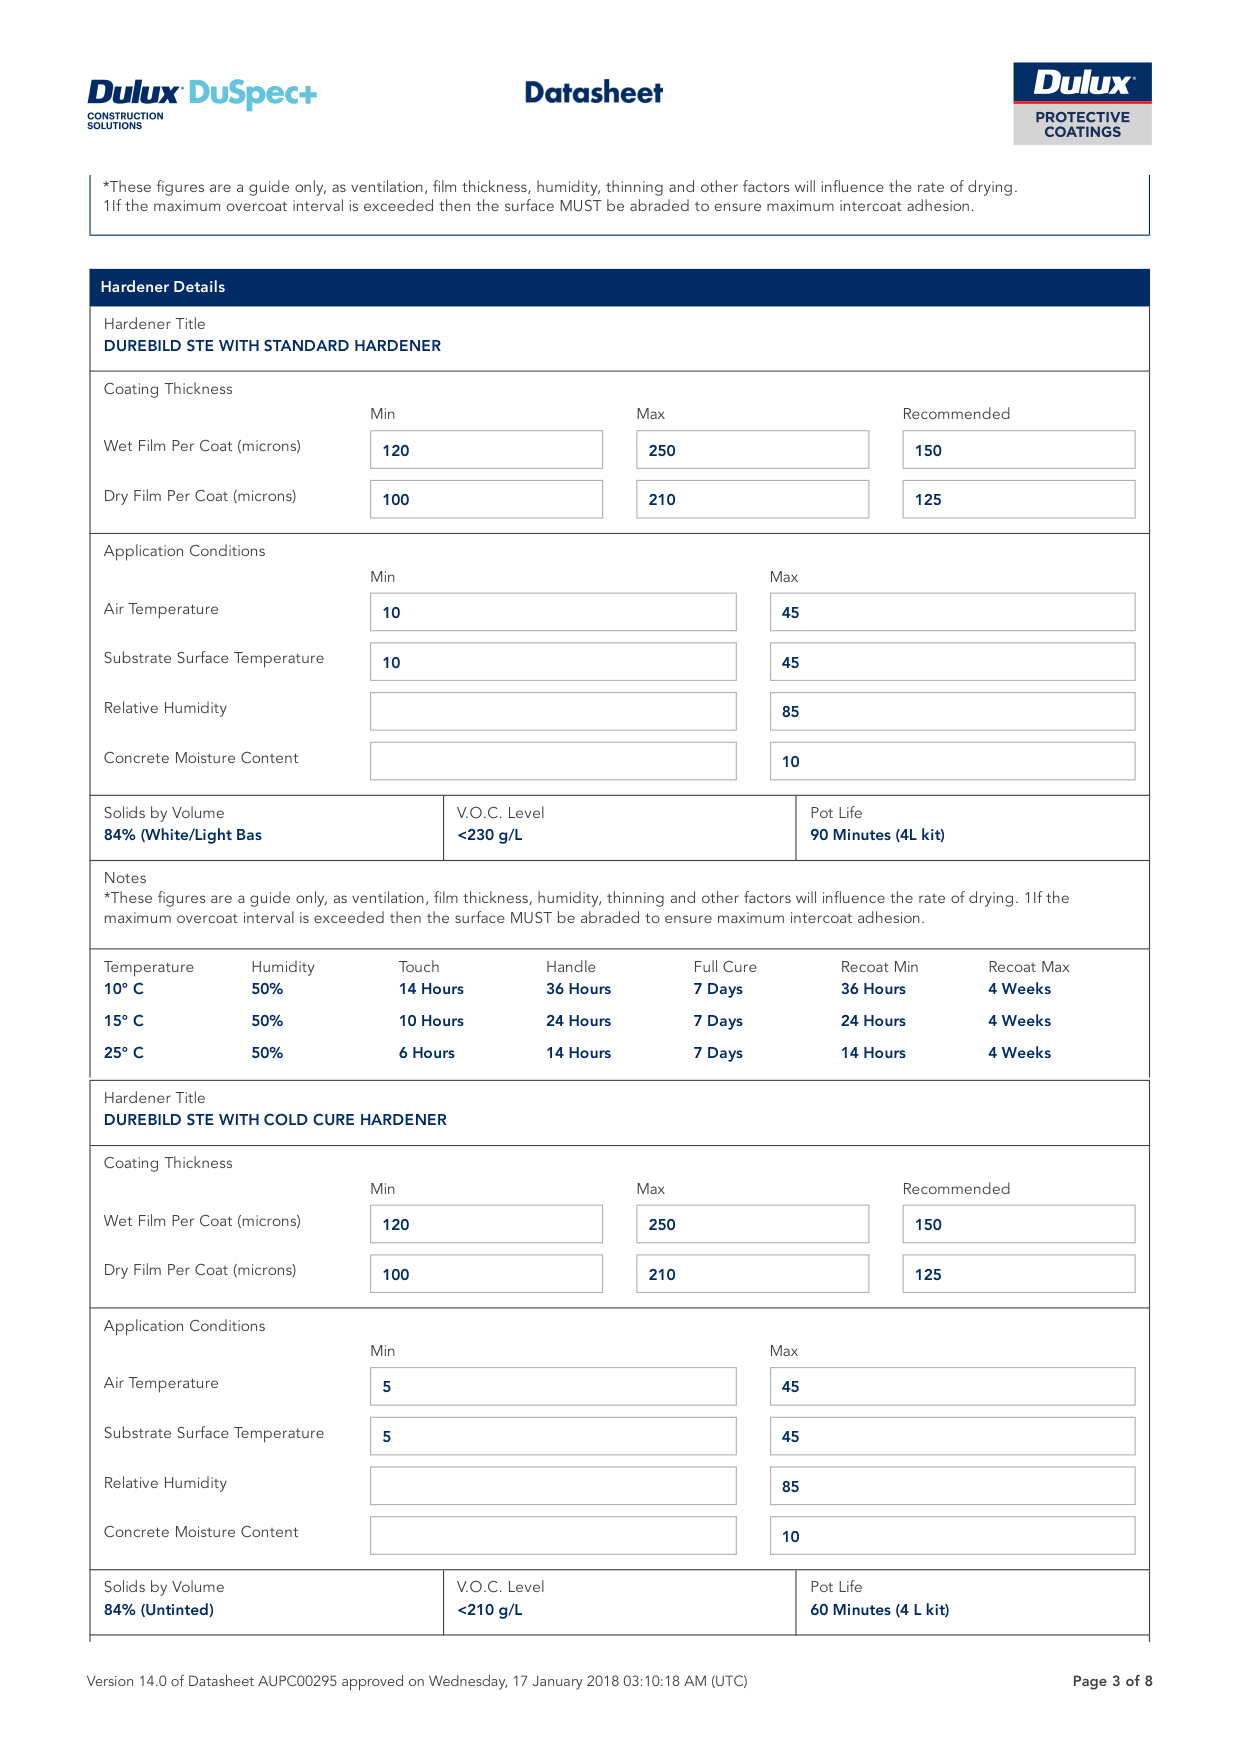 Dulux DuSpec+
CONSTRUCTION
SOLUTIONS
Datasheet
Dulux
PROTECTIVE
COATINGS
*These figures are a guide only, as ventilation, film thickness, humidity, thinning and other factors will influence the rate of drying.
1If the maximum overcoat interval is exceeded then the surface MUST be abraded to ensure maximum intercoat adhesion.
Hardener Details
Hardener Title
DUREBILD STE WITH STANDARD HARDENER
Coating Thickness
Min Max Recommended
Wet Film Per Coat (microns) 120 250 150
Dry Film Per Coat (microns) 100 210 125
Application Conditions
Min Max
Air Temperature 10 45
Substrate Surface Temperature 10 45
Relative Humidity 85
Concrete Moisture Content 10
Solids by Volume V.O.C. Level Pot Life
84% (White/Light Bas <230 g/L 90 Minutes (4L kit)
Notes
*These figures are a guide only, as ventilation, film thickness, humidity, thinning and other factors will influence the rate of drying. 1If the
maximum overcoat interval is exceeded then the surface MUST be abraded to ensure maximum intercoat adhesion.
Temperature Humidity Touch Handle Full Cure Recoat Min Recoat Max
10° C 50% 14 Hours 36 Hours 7 Days 36 Hours 4 Weeks
15° C 50% 10 Hours 24 Hours 7 Days 24 Hours 4 Weeks
25° C 50% 6 Hours 14 Hours 7 Days 14 Hours 4 Weeks
Hardener Title
DUREBILD STE WITH COLD CURE HARDENER
Coating Thickness
Min Max Recommended
Wet Film Per Coat (microns) 120 250 150
Dry Film Per Coat (microns) 100 210 125
Application Conditions
Min Max
Air Temperature 5 45
Substrate Surface Temperature 5 45
Relative Humidity 85
Concrete Moisture Content 10
Solids by Volume V.O.C. Level Pot Life
84% (Untinted) <210 g/L 60 Minutes (4 L kit)
Version 14.0 of Datasheet AUPC00295 approved on Wednesday, 17 January 2018 03:10:18 AM (UTC) Page 3 of 8